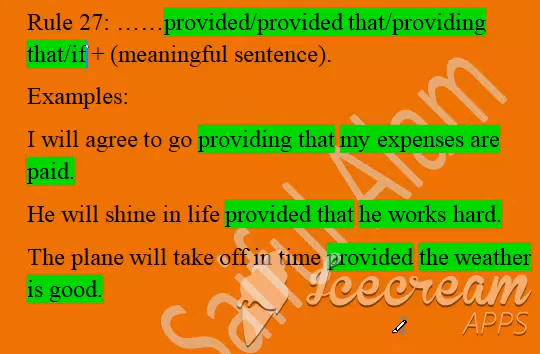 Rule 27: ……provided/provided that/providing
that/if + (meaningful sentence).
Examples:
I will agree to go providing that my expenses are
paid.
He will shine in life provided that he works hard.
The plane will take off in time provided the weather
is good.
Saiful Alam
Icecream
APPS